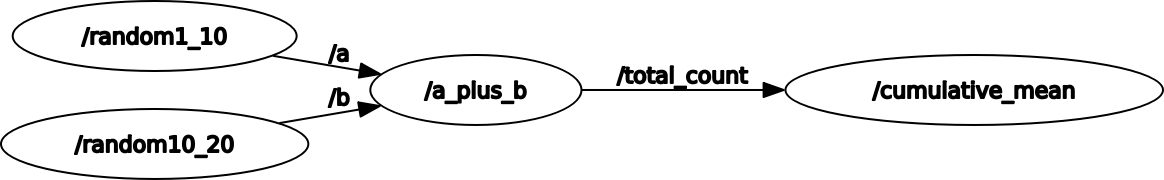 /random1_10
/a
/a_plus_b
/total_count
/cumulative_mean
/b
/random10_20